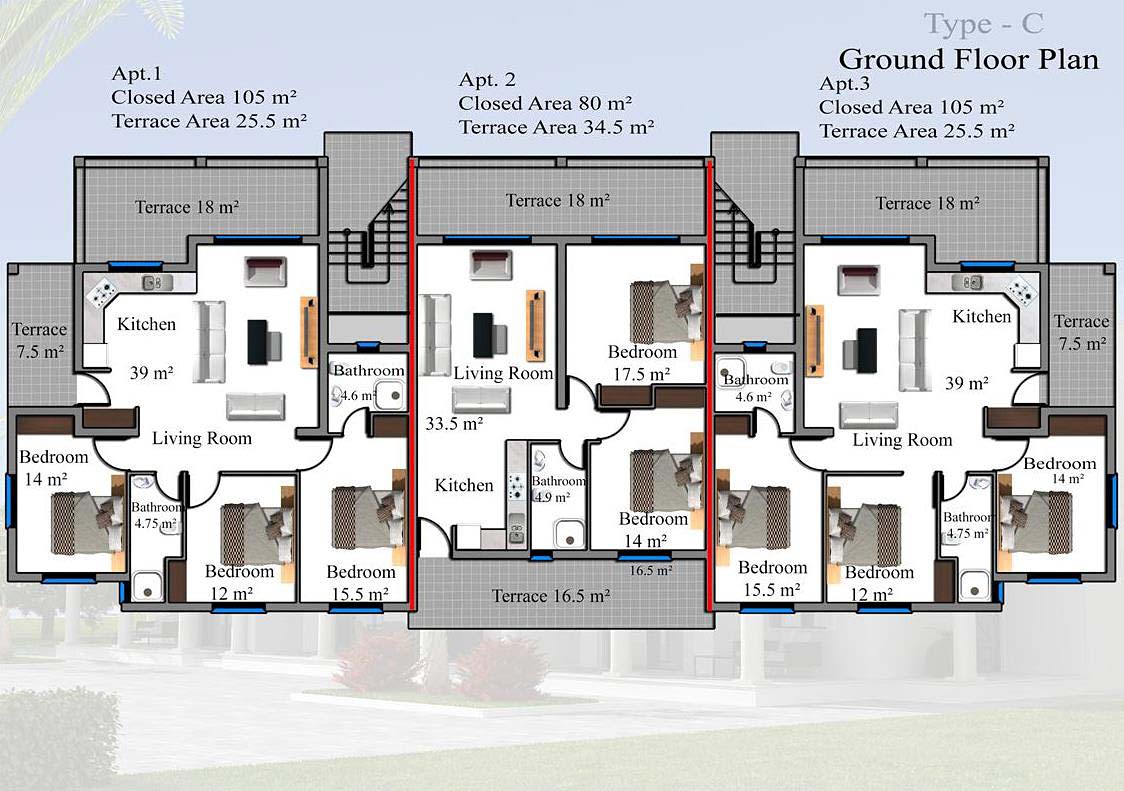 Type - C
Ground Floor Plan
Apt.1
Closed Area 105 m²
Terrace Area 25.5 m²
Apt. 2
Closed Area 80 m²
Terrace Area 34.5 m²
Apt.3
Closed Area 105 m²
Terrace Area 25.5 m²
Terrace 18 m²
Terrace
7.5 m²
Kitchen
39 m²
Living Room
Bathroom
4.6 m²
Bedroom
14 m²
Bathroom
4.75 m²
Bedroom
12 m²
Bedroom
15.5 m²
Terrace 18 m²
Living Room
33.5 m²
Bedroom
17.5 m²
Kitchen
Bathroom
4.9 m²
Bedroom
14 m²
16.5 m²
Terrace 16.5 m²
Terrace 18 m²
Kitchen
39 m²
Living Room
Terrace
7.5 m²
Bathroom
4.6 m²
Bedroom
15.5 m²
Bedroom
12 m²
Bathroom
4.75 m²
Bedroom
14 m²